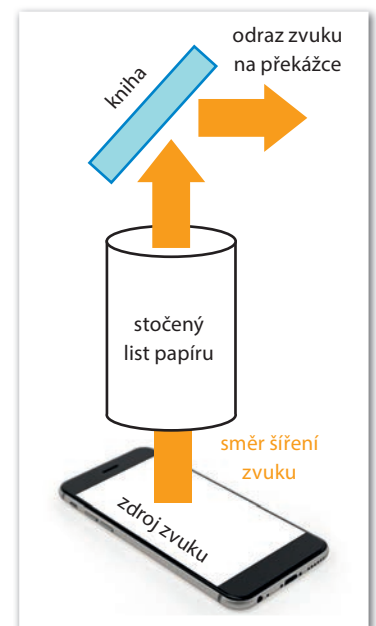 odraz zvuku
na překážce
kniha
stočený
list papíru
směr šíření
zvuku
zdroj zvuku